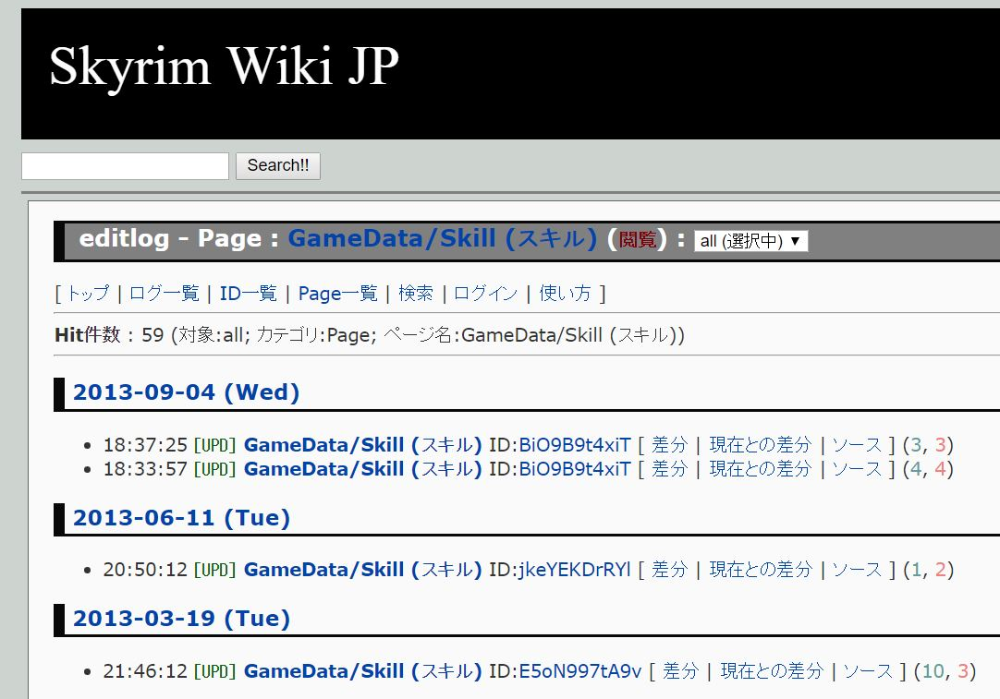 Skyrim Wiki JP
Search!!
editlog - Page : GameData/Skill (スキル) (閲覧) : all (選択中) ▼
[ トップ | ログ一覧 | ID一覧 | Page一覧 | 検索 | ログイン | 使い方 ]
Hit件数 : 59 (対象:all; カテゴリ:Page; ページ名:GameData/Skill (スキル))
2013-09-04 (Wed)
• 18:37:25 [UPD] GameData/Skill (スキル) ID:BiO9B9t4xiT [ 差分 | 現在との差分 | ソース ] (3, 3)
• 18:33:57 [UPD] GameData/Skill (スキル) ID:BiO9B9t4xiT [ 差分 | 現在との差分 | ソース ] (4, 4)
2013-06-11 (Tue)
• 20:50:12 [UPD] GameData/Skill (スキル) ID:jkeYEKDrRYl [ 差分 | 現在との差分 | ソース ] (1, 2)
2013-03-19 (Tue)
• 21:46:12 [UPD] GameData/Skill (スキル) ID:E5oN997tA9v [ 差分 | 現在との差分 | ソース ] (10, 3)